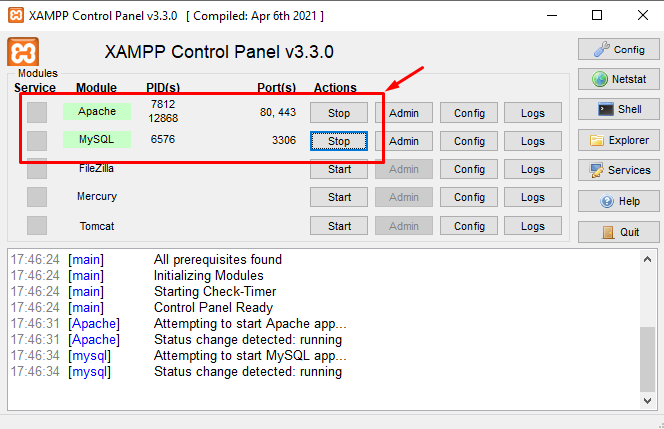 XAMPP Control Panel v3.3.0 [ Compiled: Apr 6th 2021 ]
XAMPP Control Panel v3.3.0
Config
Modules
Service Module PID(s) Port(s) Actions
Netstat
Apache 7812 12868 80, 443 Stop Admin Config Logs
Shell
MySQL 6576 3306 Stop Admin Config Logs
Explorer
FileZilla Start Admin Config Logs
Services
Mercury Start Admin Config Logs
Help
Tomcat Start Admin Config Logs
Quit
17:46:24 [main] All prerequisites found
17:46:24 [main] Initializing Modules
17:46:24 [main] Starting Check-Timer
17:46:24 [main] Control Panel Ready
17:46:31 [Apache] Attempting to start Apache app...
17:46:31 [Apache] Status change detected: running
17:46:34 [mysql] Attempting to start MySQL app...
17:46:34 [mysql] Status change detected: running